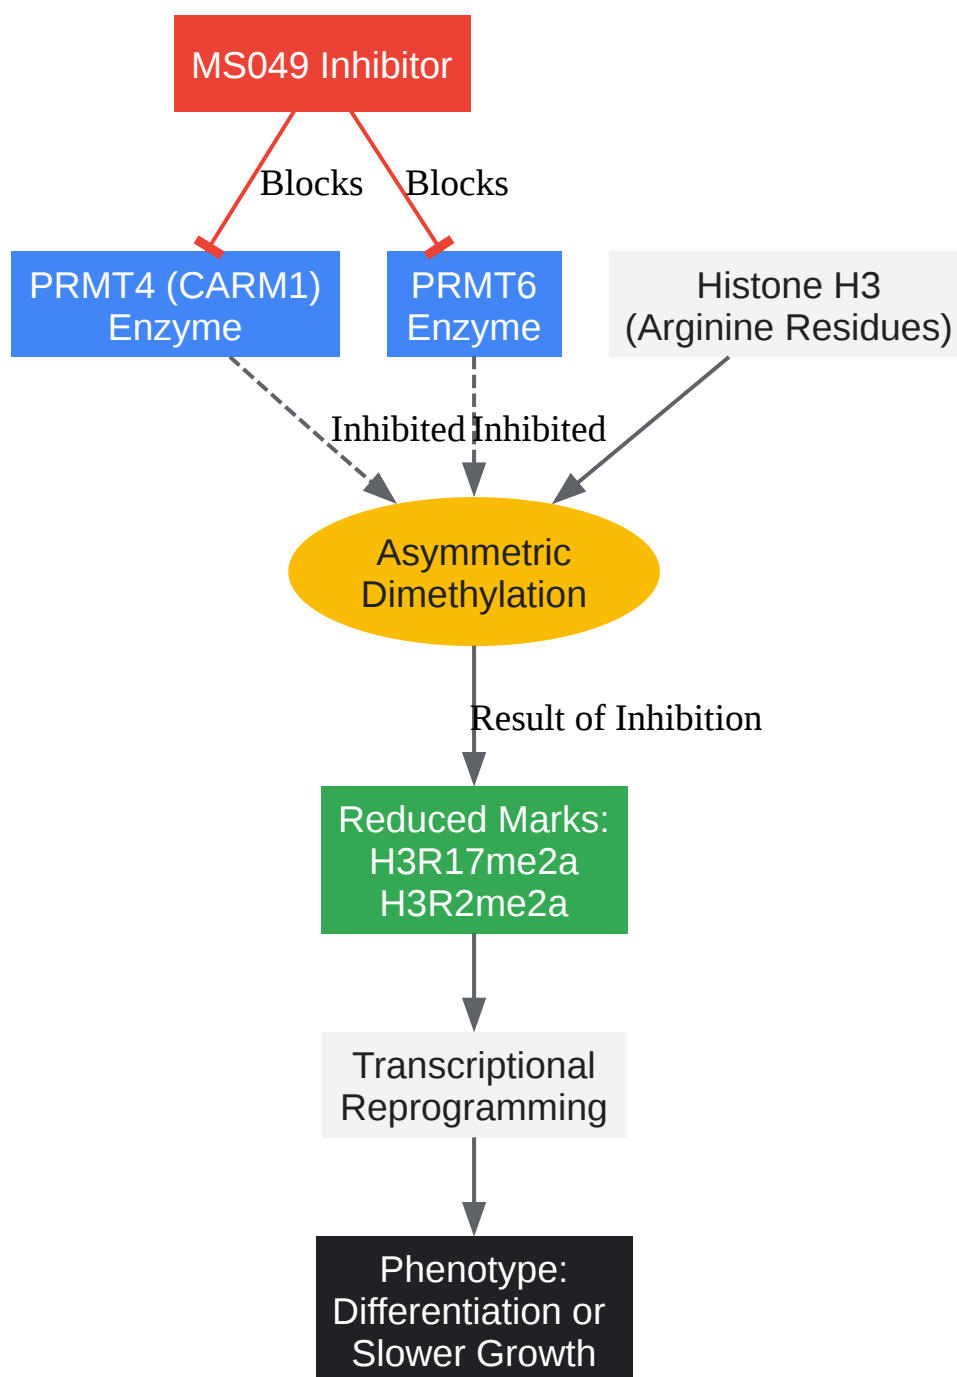 MS049 Inhibitor
Blocks
Blocks
PRMT4 (CARM1)
Enzyme
PRMT6
Enzyme
Histone H3
(Arginine Residues)
Inhibited
Inhibited
Asymmetric
Dimethylation
Result of Inhibition
Reduced Marks:
H3R17me2a
H3R2me2a
Transcriptional
Reprogramming
Phenotype:
Differentiation or
Slower Growth